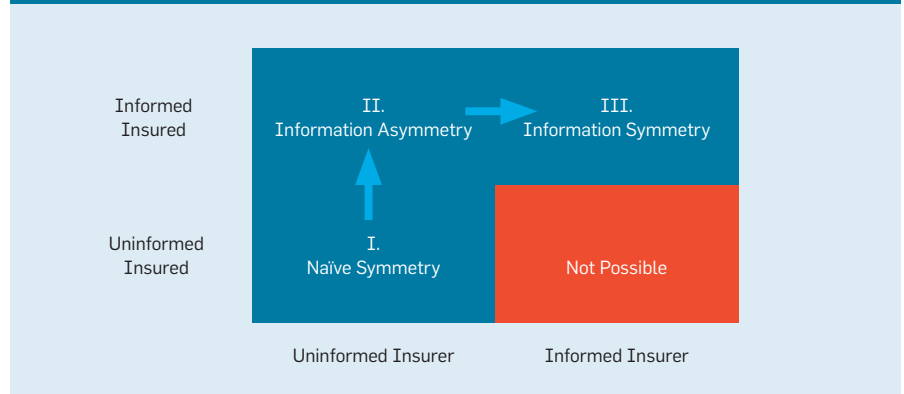 Informed
Insured
II.
Information Asymmetry
III.
Information Symmetry
Uninformed
Insured
I.
Naïve Symmetry
Not Possible
Uninformed Insurer
Informed Insurer